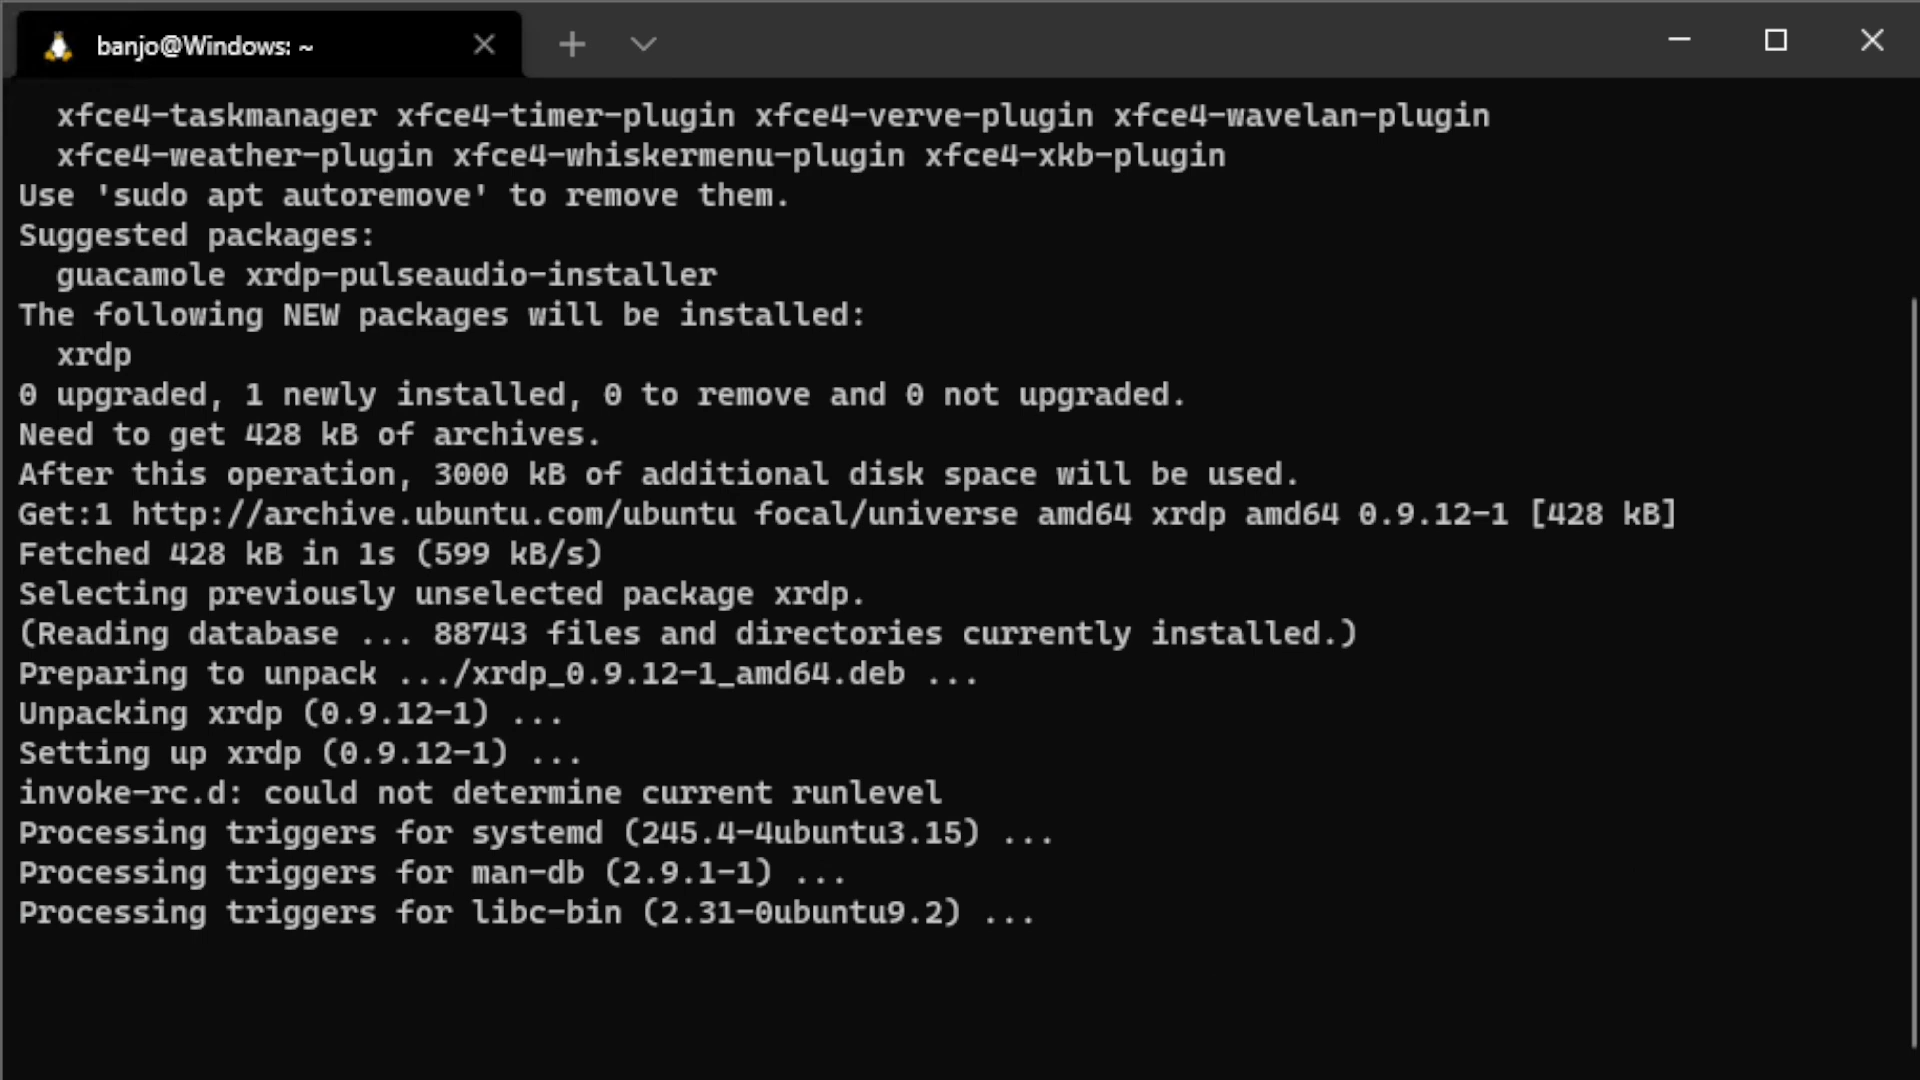 banjo@Windows: ~
xfce4-taskmanager xfce4-timer-plugin xfce4-verve-plugin xfce4-wavelan-plugin
xfce4-weather-plugin xfce4-whiskermenu-plugin xfce4-xkb-plugin
Use 'sudo apt autoremove' to remove them.
Suggested packages:
guacamole xrdp-pulseaudio-installer
The following NEW packages will be installed:
xrdp
0 upgraded, 1 newly installed, 0 to remove and 0 not upgraded.
Need to get 428 kB of archives.
After this operation, 3000 kB of additional disk space will be used.
Get:1 http://archive.ubuntu.com/ubuntu focal/universe amd64 xrdp amd64 0.9.12-1 [428 kB]
Fetched 428 kB in 1s (599 kB/s)
Selecting previously unselected package xrdp.
(Reading database ... 88743 files and directories currently installed.)
Preparing to unpack .../xrdp_0.9.12-1_amd64.deb ...
Unpacking xrdp (0.9.12-1) ...
Setting up xrdp (0.9.12-1) ...
invoke-rc.d: could not determine current runlevel
Processing triggers for systemd (245.4-4ubuntu3.15) ...
Processing triggers for man-db (2.9.1-1) ...
Processing triggers for libc-bin (2.31-0ubuntu9.2) ...